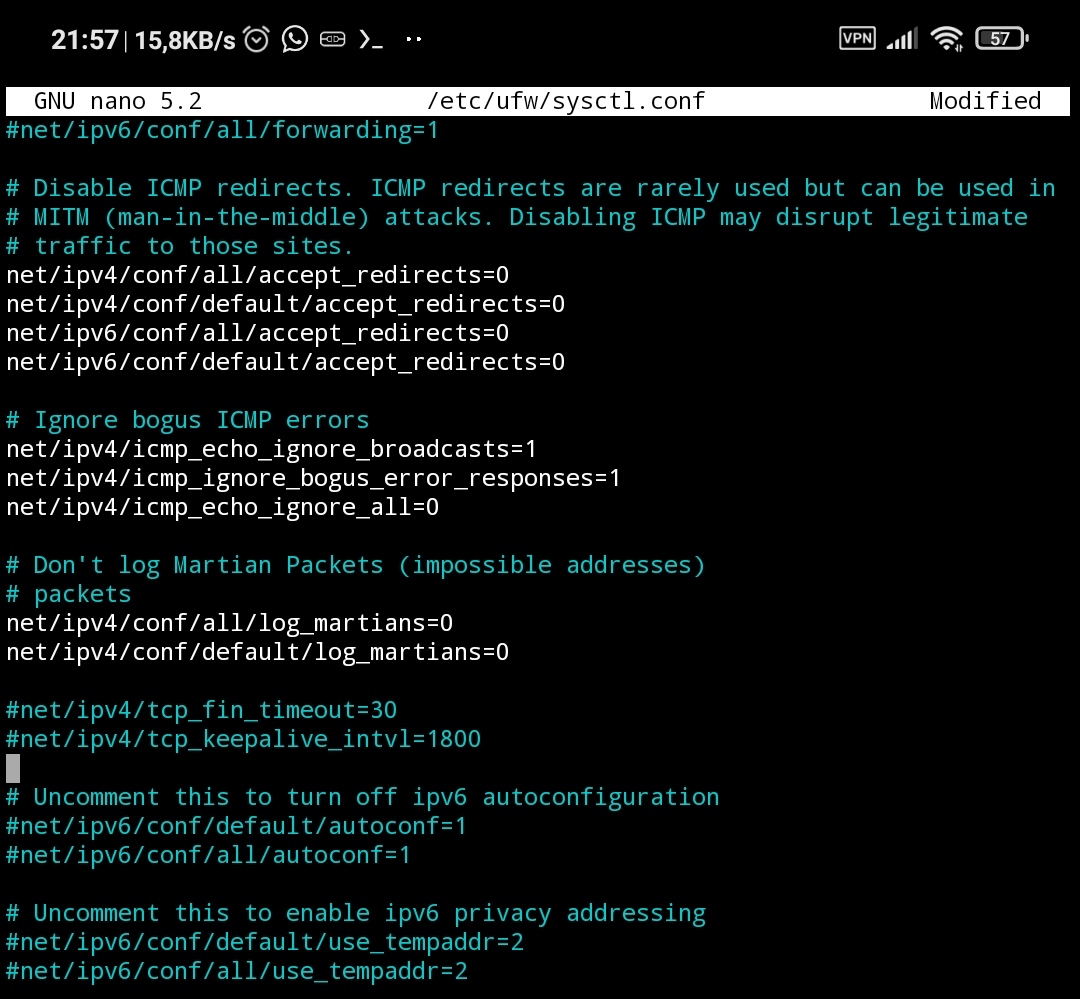 21:57 | 15,8KB/s VPN 57
GNU nano 5.2 /etc/ufw/sysctl.conf Modified
#net/ipv6/conf/all/forwarding=1
# Disable ICMP redirects. ICMP redirects are rarely used but can be used in
# MITM (man-in-the-middle) attacks. Disabling ICMP may disrupt legitimate
# traffic to those sites.
net/ipv4/conf/all/accept_redirects=0
net/ipv4/conf/default/accept_redirects=0
net/ipv6/conf/all/accept_redirects=0
net/ipv6/conf/default/accept_redirects=0
# Ignore bogus ICMP errors
net/ipv4/icmp_echo_ignore_broadcasts=1
net/ipv4/icmp_ignore_bogus_error_responses=1
net/ipv4/icmp_echo_ignore_all=0
# Don't log Martian Packets (impossible addresses)
# packets
net/ipv4/conf/all/log_martians=0
net/ipv4/conf/default/log_martians=0
#net/ipv4/tcp_fin_timeout=30
#net/ipv4/tcp_keepalive_intvl=1800
# Uncomment this to turn off ipv6 autoconfiguration
#net/ipv6/conf/default/autoconf=1
#net/ipv6/conf/all/autoconf=1
# Uncomment this to enable ipv6 privacy addressing
#net/ipv6/conf/default/use_tempaddr=2
#net/ipv6/conf/all/use_tempaddr=2